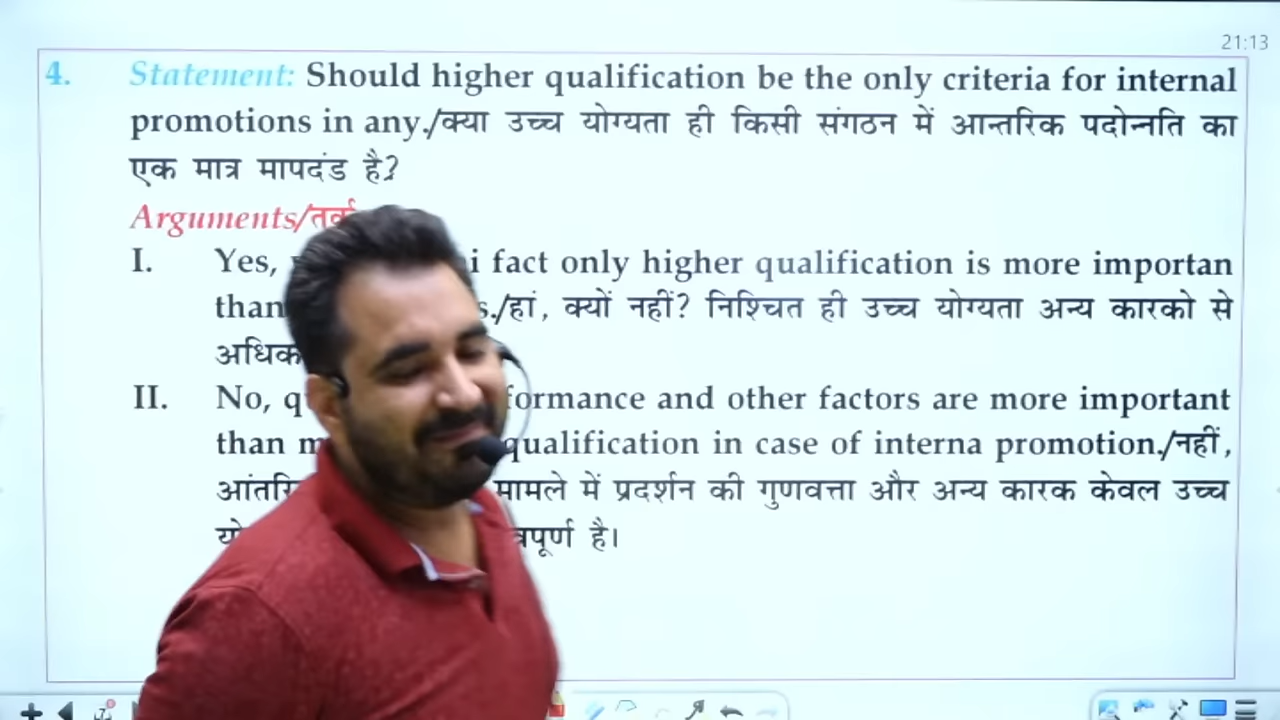 21:13
4. Statement: Should higher qualification be the only criteria for internal
promotions in any./क्या उच्च योग्यता ही किसी संगठन में आन्तरिक पदोन्नति का
एक मात्र मापदंड है?
Arguments/तर्क
I. Yes, i fact only higher qualification is more importan
than s./हां, क्यों नहीं? निश्चित ही उच्च योग्यता अन्य कारको से
अधिक
II. No, q formance and other factors are more important
than m qualification in case of interna promotion./नहीं,
आंतरि मामले में प्रदर्शन की गुणवत्ता और अन्य कारक केवल उच्च
यो त्वपूर्ण है।